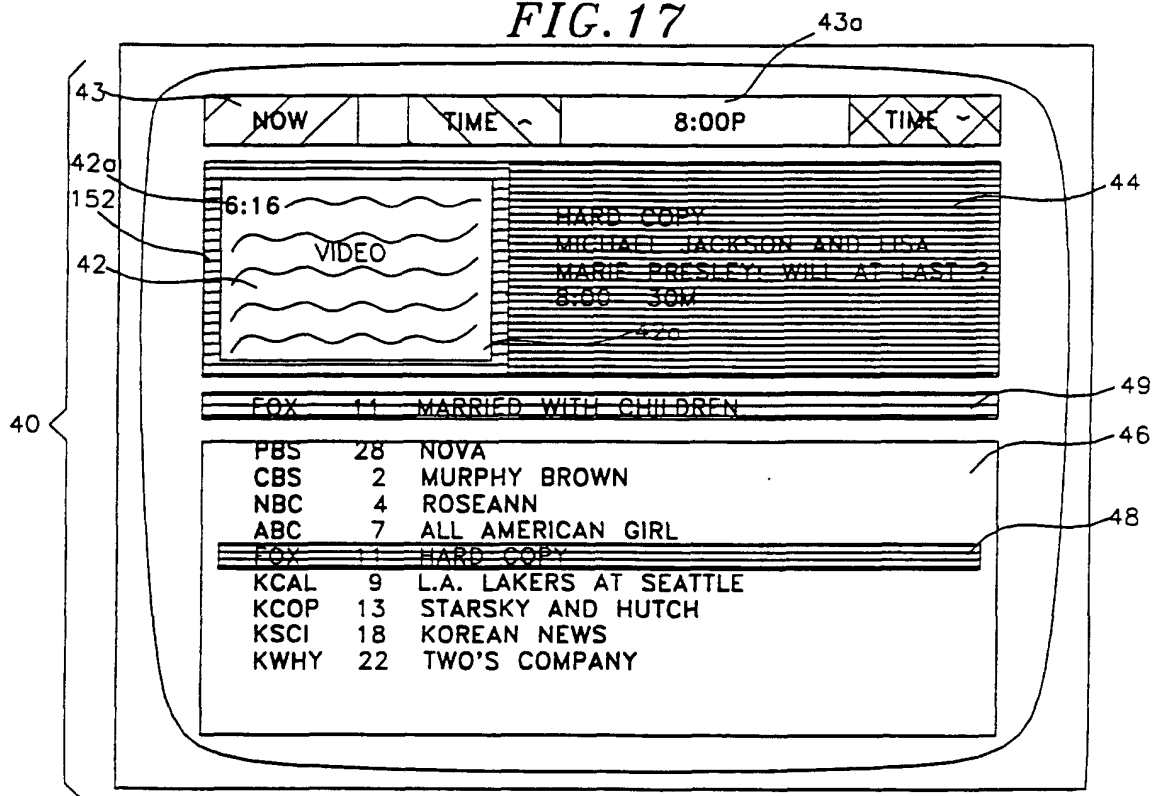 FIG. 17
43a
43
NOW
TIME ~
8:00P
TIME ~
42a
152
42
6:16
VIDEO
42a
HARD COPY
MICHAEL JACKSON AND LISA
MARIE PRESLEY: WILL AT LAST ?
8:00 30M
44
FOX 11 MARRIED WITH CHILDREN
49
40
46
PBS 28 NOVA
CBS 2 MURPHY BROWN
NBC 4 ROSEANN
ABC 7 ALL AMERICAN GIRL
FOX 11 HARD COPY
48
KCAL 9 L.A. LAKERS AT SEATTLE
KCOP 13 STARSKY AND HUTCH
KSCI 18 KOREAN NEWS
KWHY 22 TWO'S COMPANY